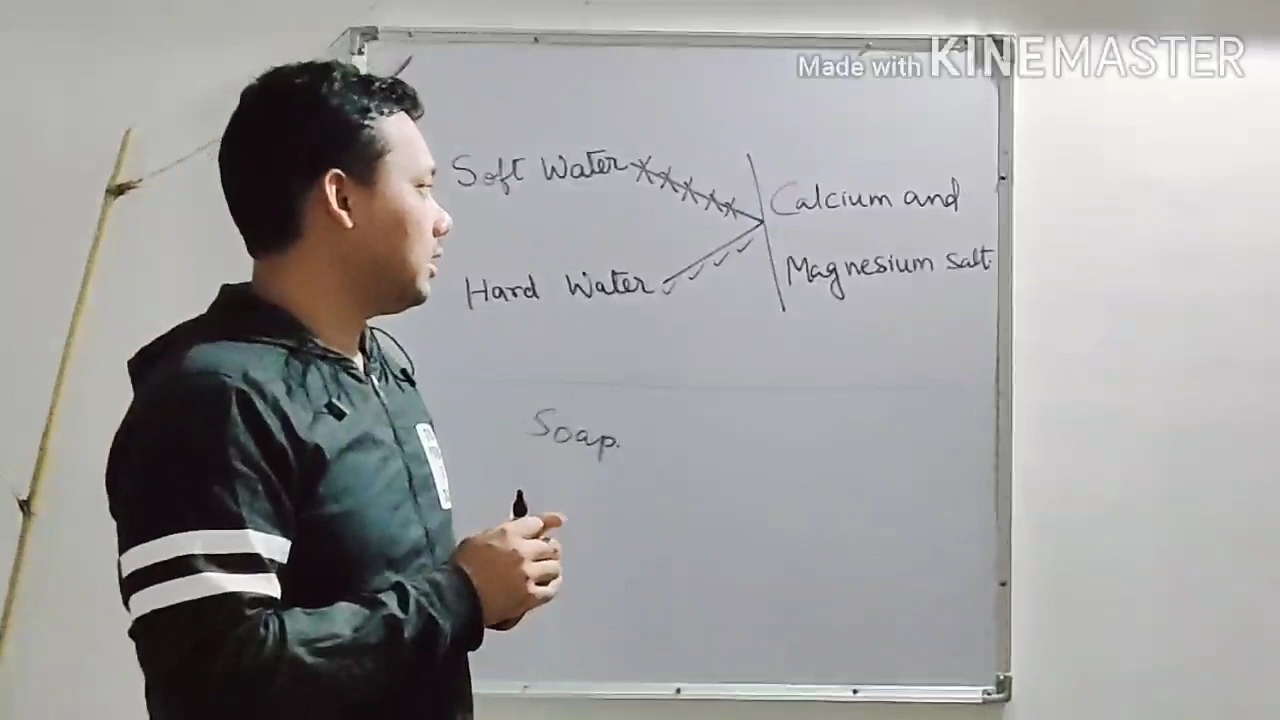 Made with KINEMASTER
Soft Water
Calcium and
Hard Water
Magnesium salt
Soap.